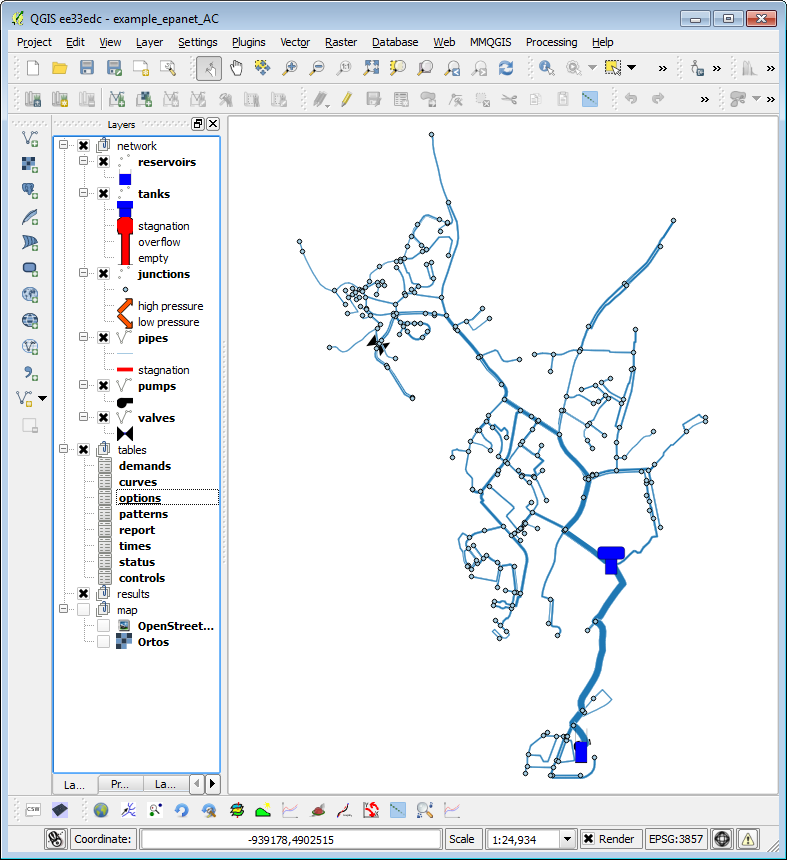 QGIS ee33edc - example_epanet_AC
Project Edit View Layer Settings Plugins Vector Raster Database Web MMQGIS Processing Help
Layers
network
reservoirs
tanks
stagnation
overflow
empty
junctions
high pressure
low pressure
pipes
stagnation
pumps
valves
tables
demands
curves
options
patterns
report
times
status
controls
results
map
OpenStreet...
Ortos
La... Pr... La...
CSW
Coordinate: -939178,4902515 Scale 1:24,934 Render EPSG:3857